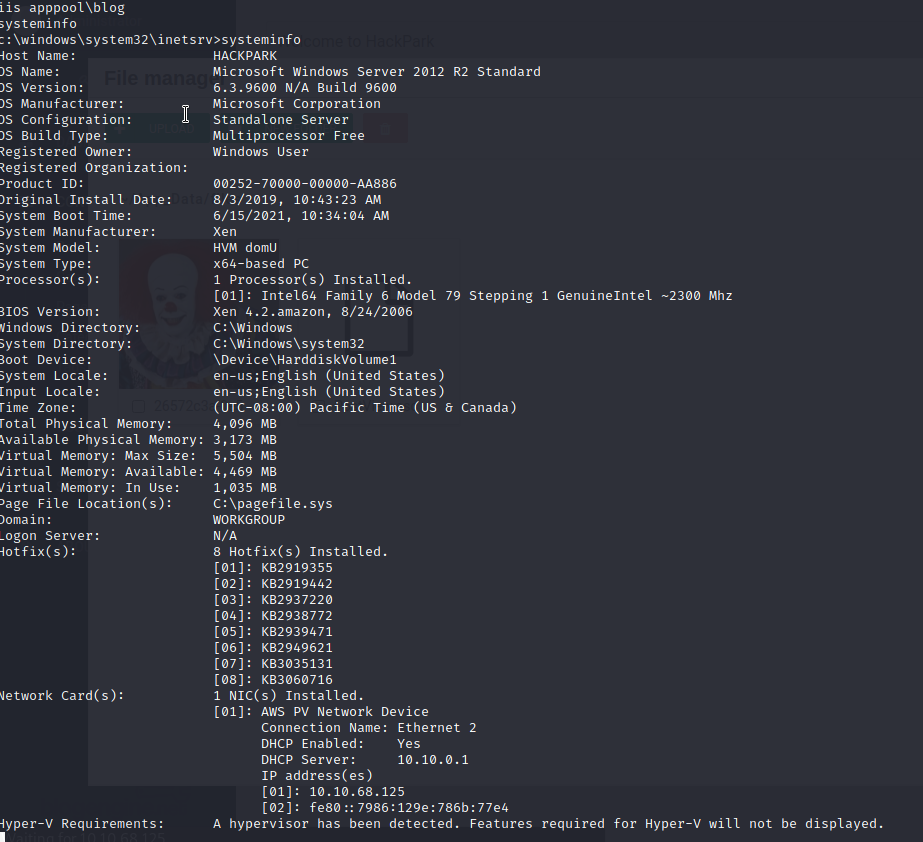 iis apppool\blog
systeminfo
c:\windows\system32\inetsrv>systeminfo
Host Name: HACKPARK
OS Name: Microsoft Windows Server 2012 R2 Standard
OS Version: 6.3.9600 N/A Build 9600
OS Manufacturer: Microsoft Corporation
OS Configuration: Standalone Server
OS Build Type: Multiprocessor Free
Registered Owner: Windows User
Registered Organization:
Product ID: 00252-70000-00000-AA886
Original Install Date: 8/3/2019, 10:43:23 AM
System Boot Time: 6/15/2021, 10:34:04 AM
System Manufacturer: Xen
System Model: HVM domU
System Type: x64-based PC
Processor(s): 1 Processor(s) Installed.
[01]: Intel64 Family 6 Model 79 Stepping 1 GenuineIntel ~2300 Mhz
BIOS Version: Xen 4.2.amazon, 8/24/2006
Windows Directory: C:\Windows
System Directory: C:\Windows\system32
Boot Device: \Device\HarddiskVolume1
System Locale: en-us;English (United States)
Input Locale: en-us;English (United States)
Time Zone: (UTC-08:00) Pacific Time (US & Canada)
Total Physical Memory: 4,096 MB
Available Physical Memory: 3,173 MB
Virtual Memory: Max Size: 5,504 MB
Virtual Memory: Available: 4,469 MB
Virtual Memory: In Use: 1,035 MB
Page File Location(s): C:\pagefile.sys
Domain: WORKGROUP
Logon Server: N/A
Hotfix(s): 8 Hotfix(s) Installed.
[01]: KB2919355
[02]: KB2919442
[03]: KB2937220
[04]: KB2938772
[05]: KB2939471
[06]: KB2949621
[07]: KB3035131
[08]: KB3060716
Network Card(s): 1 NIC(s) Installed.
[01]: AWS PV Network Device
Connection Name: Ethernet 2
DHCP Enabled: Yes
DHCP Server: 10.10.0.1
IP address(es)
[01]: 10.10.68.125
[02]: fe80::7986:129e:786b:77e4
Hyper-V Requirements: A hypervisor has been detected. Features required for Hyper-V will not be displayed.